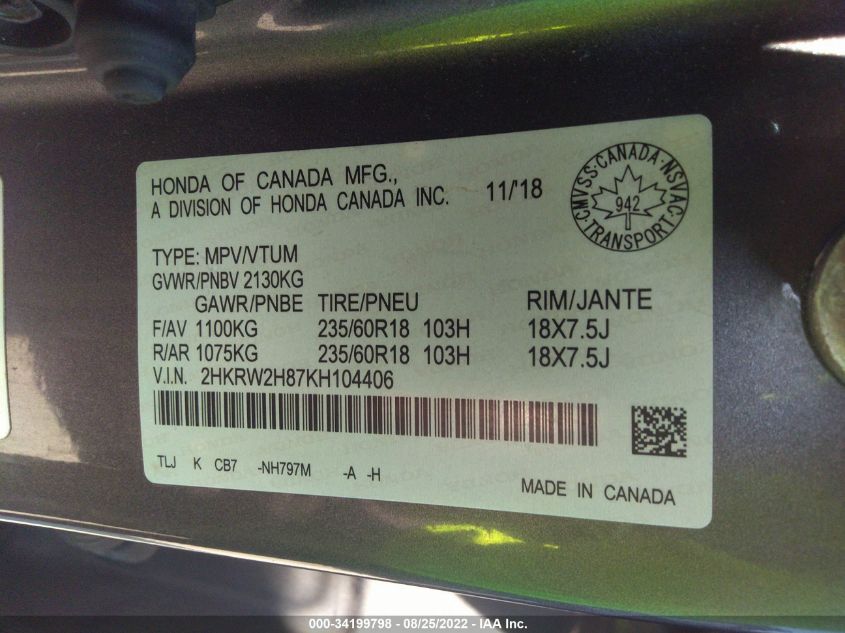 HONDA OF CANADA MFG.,
A DIVISION OF HONDA CANADA INC. 11/'18
CMVSS·CANADA·NSVAC
942
·TRANSPORT·
TYPE: MPV/VTUM
GVWR/PNBV 2130KG
GAWR/PNBE TIRE/PNEU RIM/JANTE
F/AV 1100KG 235/60R18 103H 18X7.5J
R/AR 1075KG 235/60R18 103H 18X7.5J
V.I.N. 2HKRW2H87KH104406
TLJ K CB7 -NH797M -A -H
MADE IN CANADA
000-34199798 - 08/25/2022 - IAA Inc.